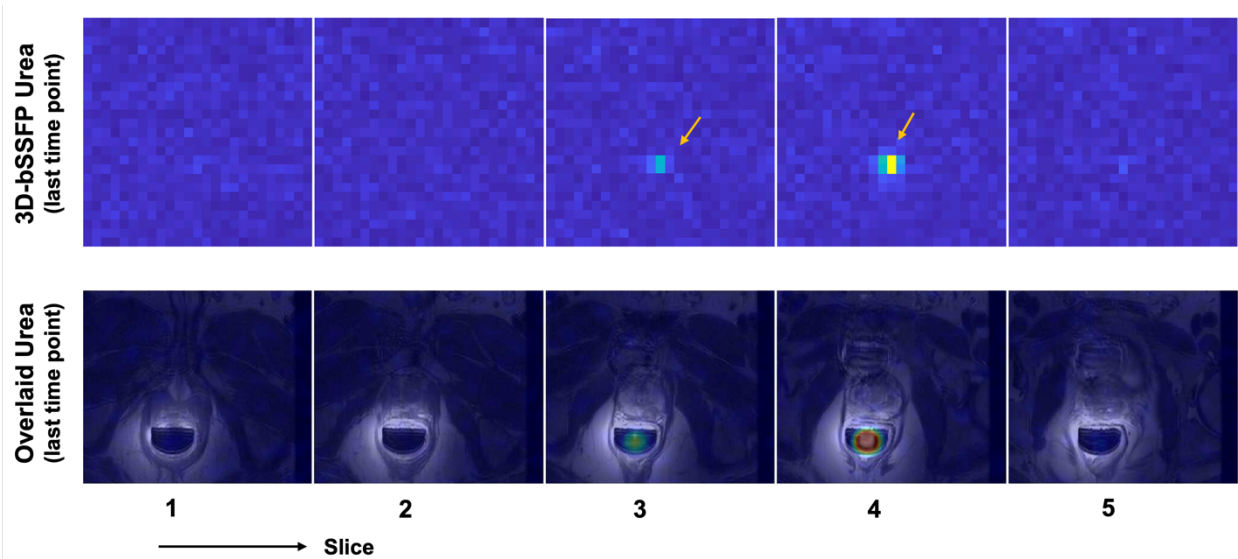 3D-bSSFP Urea
(last time point)
Overlaid Urea
(last time point)
1 2 3 4 5
Slice